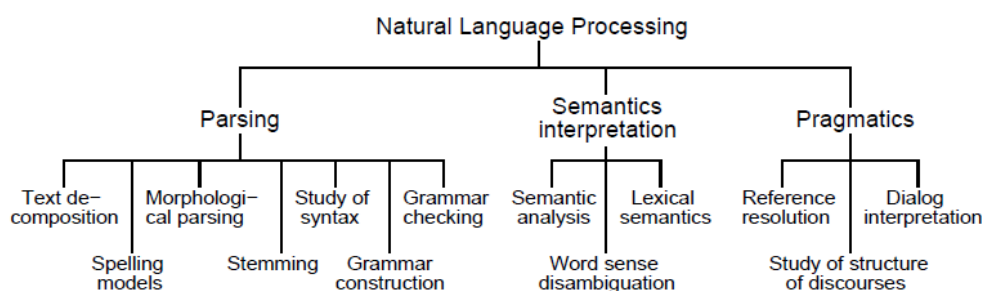 Natural Language Processing
Parsing
Semantics
interpretation
Pragmatics
Text de-
composition
Morphologi-
cal parsing
Study of
syntax
Grammar
checking
Semantic
analysis
Lexical
semantics
Reference
resolution
Dialog
interpretation
Spelling
models
Stemming
Grammar
construction
Word sense
disambiguation
Study of structure
of discourses